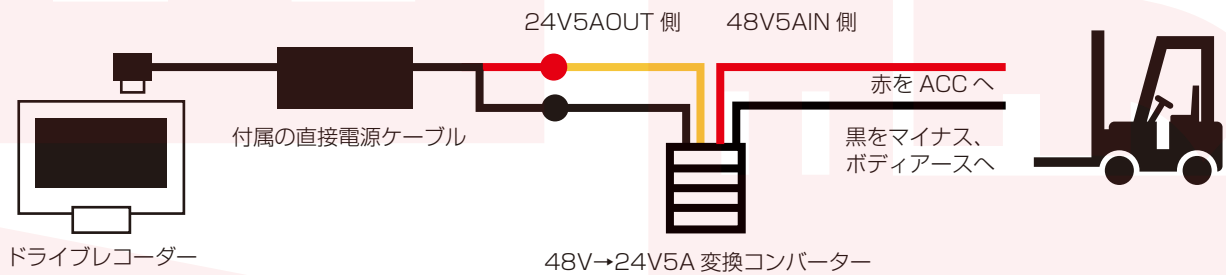 24V5AOUT 側
48V5AIN 側
赤を ACC へ
付属の直接電源ケーブル
黒をマイナス、
ボディアースへ
ドライブレコーダー
48V→24V5A 変換コンバーター